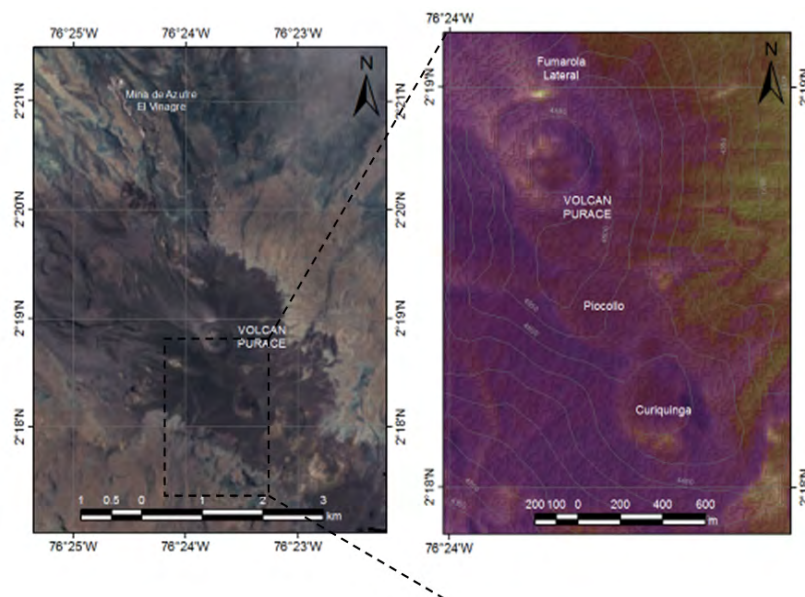 76°24'W
76°25'W 76°24'W 76°23'W
N
2°21'N
Mina de Azufre
El Vinagre
2°20'N
2°20'N
2°19'N
2°19'N
VOLCAN
PURACE
2°18'N
2°18'N
1 0.5 0 1 2 3
km
76°25'W 76°24'W 76°23'W
Fumarola
Lateral
N
2°19'N
VOLCAN
PURACE
Piocollo
Curiquinga
2°18'N
2°18'N
200 100 0 200 400 600
m
76°24'W